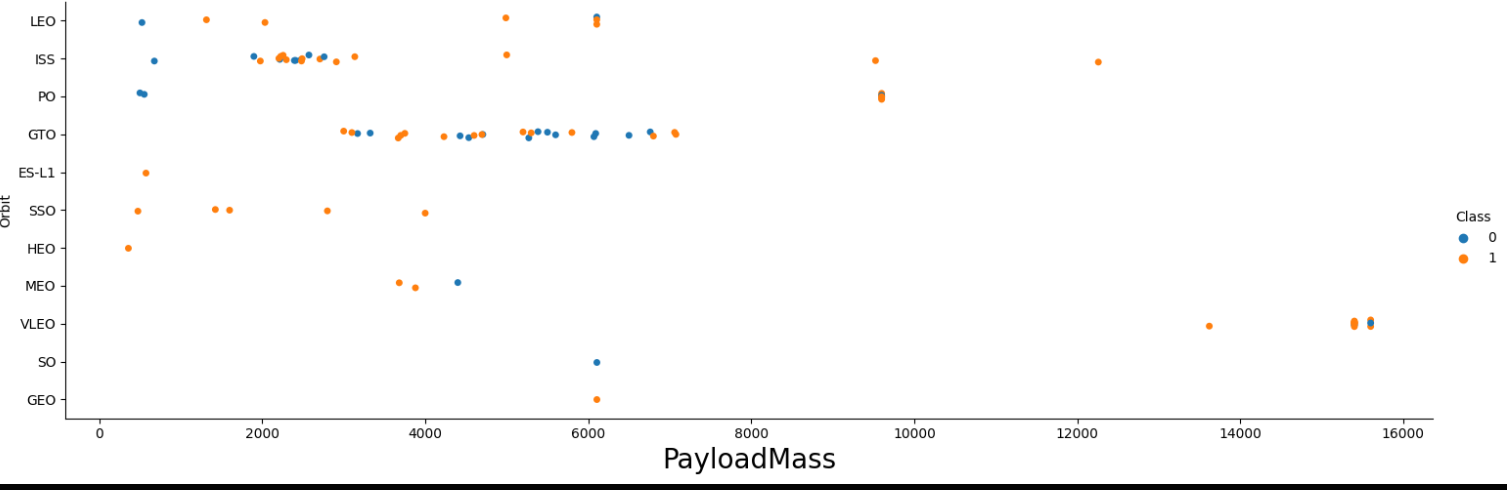 LEO
ISS
PO
GTO
ES-L1
SSO
HEO
MEO
VLEO
SO
GEO
Orbit
0 2000 4000 6000 8000 10000 12000 14000 16000
PayloadMass
Class
0
1